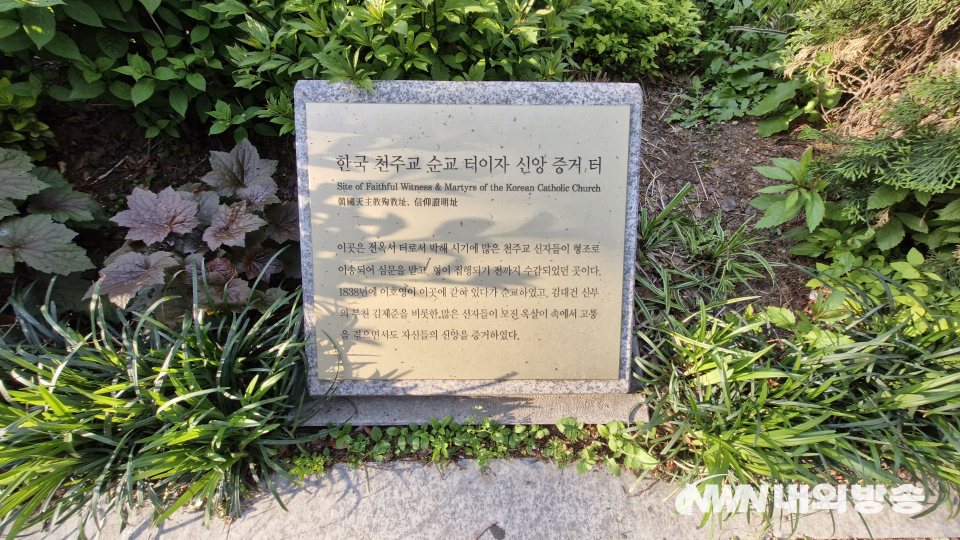 한국 천주교 순교 터이자 신앙 증거 터
Site of Faithful Witness & Martyrs of the Korean Catholic Church
韓國天主敎殉敎址, 信仰證明址
이곳은 전옥서 터로서 박해 시기에 많은 천주교 신자들이 형조로
이송되어 심문을 받고, 형이 집행되기 전까지 수감되었던 곳이다.
1838년에 이호영이 이곳에 갇혀 있다가 순교하였고, 김대건 신부
의 부친 김제준을 비롯한 많은 신자들이 모진 옥살이 속에서 고통
을 겪으면서도 자신들의 신앙을 증거하였다.
NWN내외방송